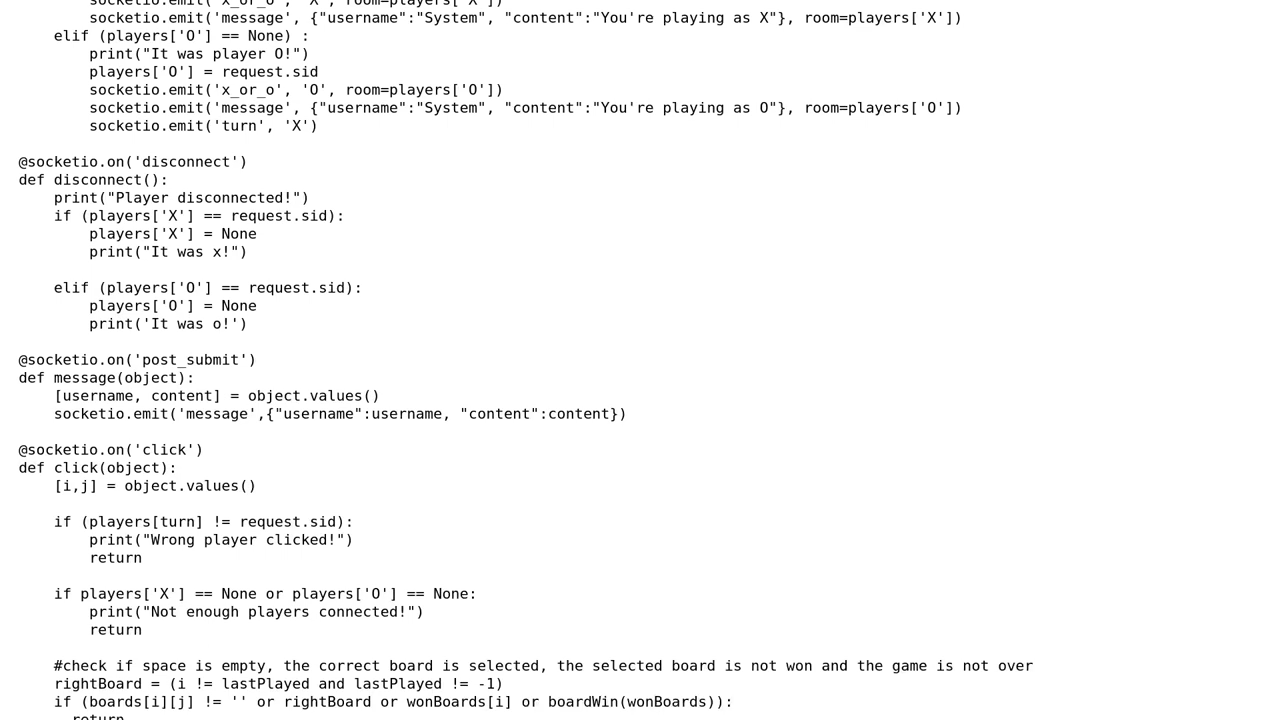 socketio.emit('x_or_o', 'X', room=players['X'])
socketio.emit('message', {"username":"System", "content":"You're playing as X"}, room=players['X'])
elif (players['O'] == None) :
print("It was player O!")
players['O'] = request.sid
socketio.emit('x_or_o', 'O', room=players['O'])
socketio.emit('message', {"username":"System", "content":"You're playing as O"}, room=players['O'])
socketio.emit('turn', 'X')
@socketio.on('disconnect')
def disconnect():
print("Player disconnected!")
if (players['X'] == request.sid):
players['X'] = None
print("It was x!")
elif (players['O'] == request.sid):
players['O'] = None
print('It was o!')
@socketio.on('post_submit')
def message(object):
[username, content] = object.values()
socketio.emit('message',{"username":username, "content":content})
@socketio.on('click')
def click(object):
[i,j] = object.values()
if (players[turn] != request.sid):
print("Wrong player clicked!")
return
if players['X'] == None or players['O'] == None:
print("Not enough players connected!")
return
#check if space is empty, the correct board is selected, the selected board is not won and the game is not over
rightBoard = (i != lastPlayed and lastPlayed != -1)
if (boards[i][j] != '' or rightBoard or wonBoards[i] or boardWin(wonBoards)):
return